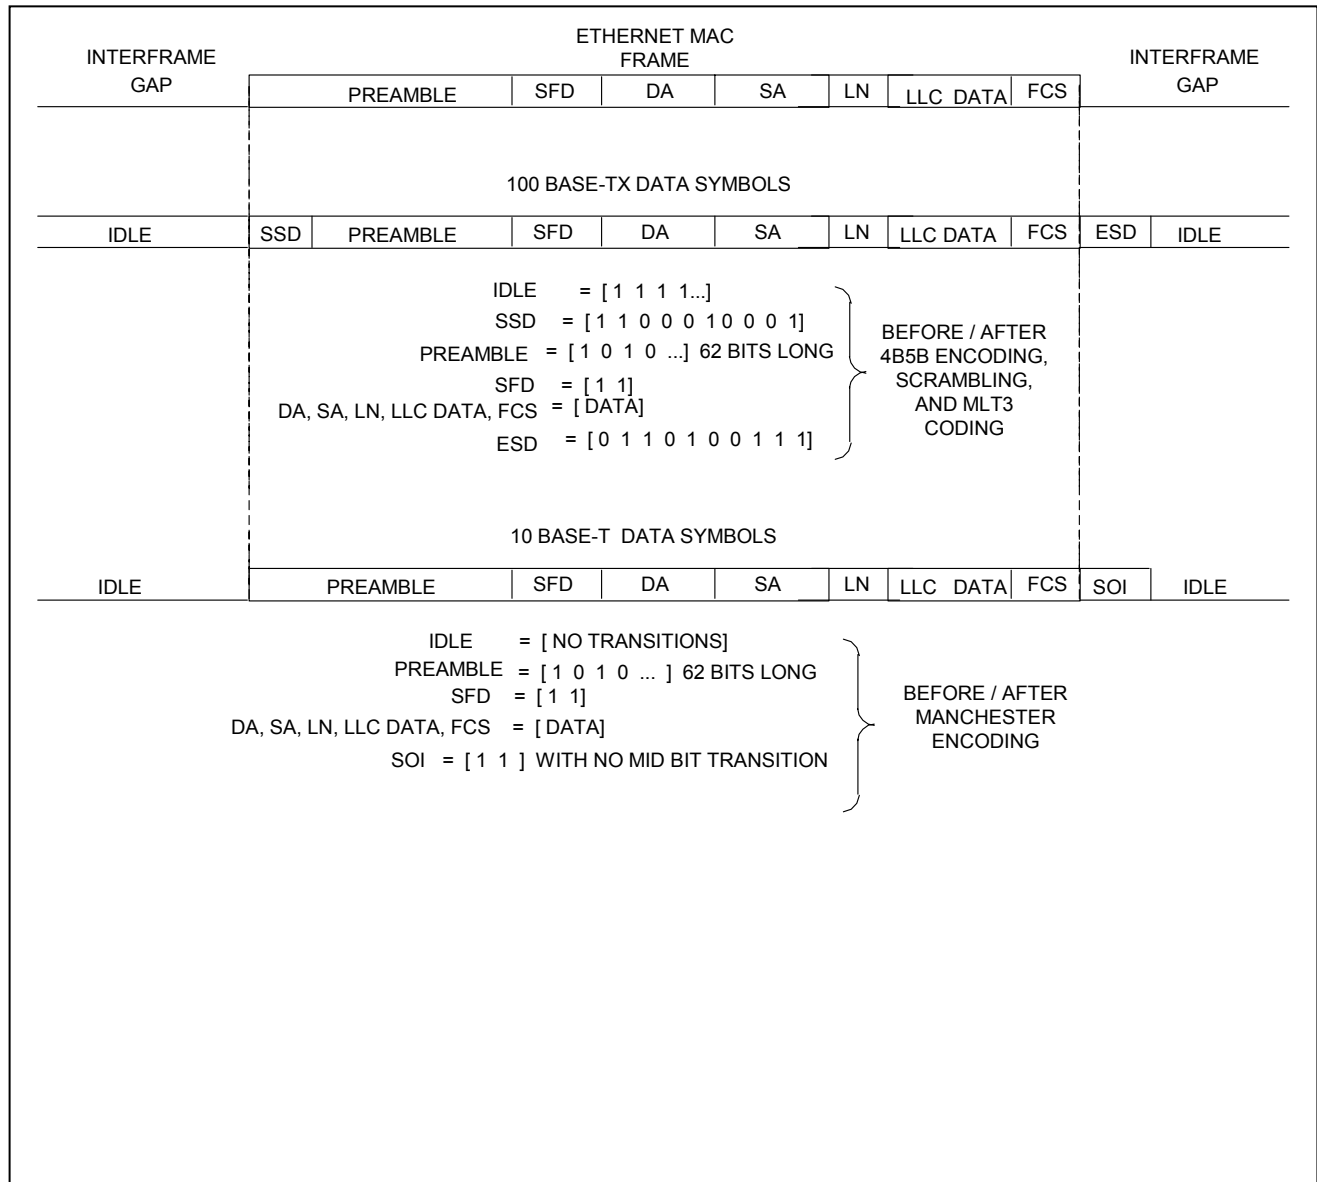 ETHERNET MAC
FRAME
INTERFRAME
GAP
INTERFRAME
GAP
PREAMBLE SFD DA SA LN LLC DATA FCS
100 BASE-TX DATA SYMBOLS
IDLE SSD PREAMBLE SFD DA SA LN LLC DATA FCS ESD IDLE
IDLE = [ 1 1 1 1...]
SSD = [ 1 1 0 0 0 1 0 0 0 1]
PREAMBLE = [ 1 0 1 0 ...] 62 BITS LONG
SFD = [ 1 1]
DA, SA, LN, LLC DATA, FCS = [ DATA]
ESD = [ 0 1 1 0 1 0 0 1 1 1]
BEFORE / AFTER
4B5B ENCODING,
SCRAMBLING,
AND MLT3
CODING
10 BASE-T DATA SYMBOLS
IDLE PREAMBLE SFD DA SA LN LLC DATA FCS SOI IDLE
IDLE = [ NO TRANSITIONS]
PREAMBLE = [ 1 0 1 0 ... ] 62 BITS LONG
SFD = [ 1 1]
DA, SA, LN, LLC DATA, FCS = [ DATA]
SOI = [ 1 1 ] WITH NO MID BIT TRANSITION
BEFORE / AFTER
MANCHESTER
ENCODING